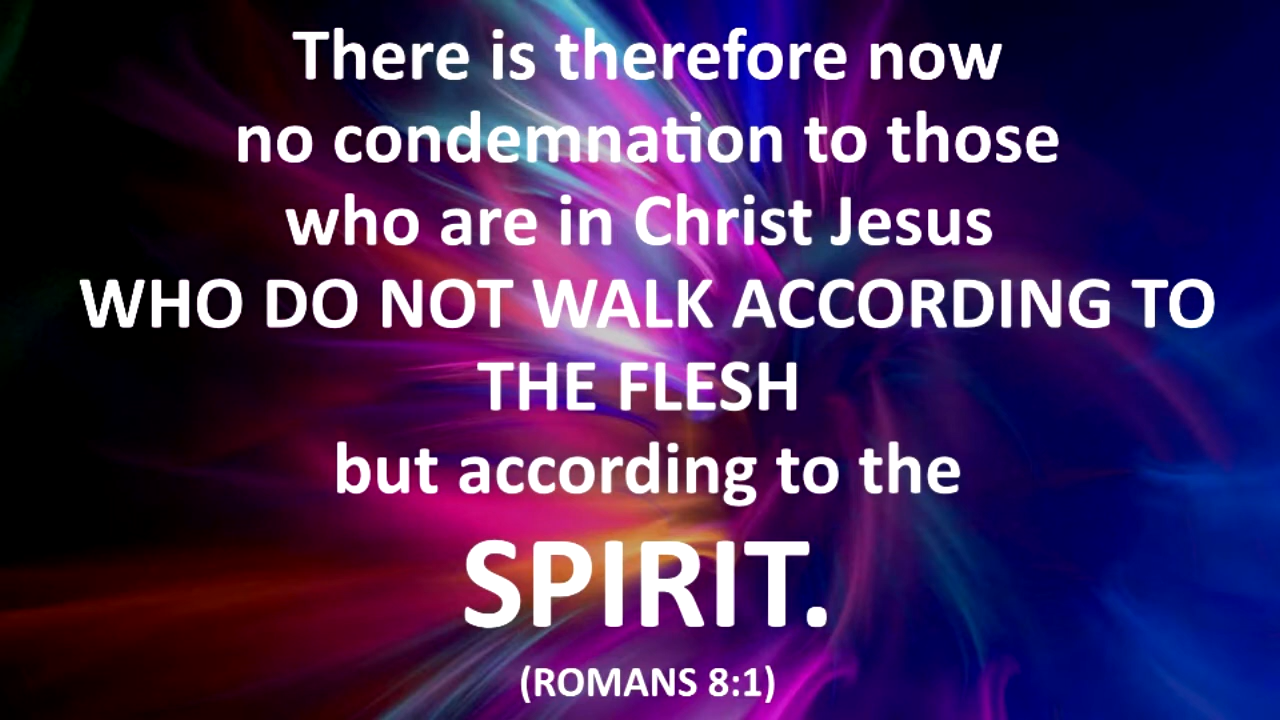 There is therefore now
no condemnation to those
who are in Christ Jesus
WHO DO NOT WALK ACCORDING TO
THE FLESH
but according to the
SPIRIT.
(ROMANS 8:1)